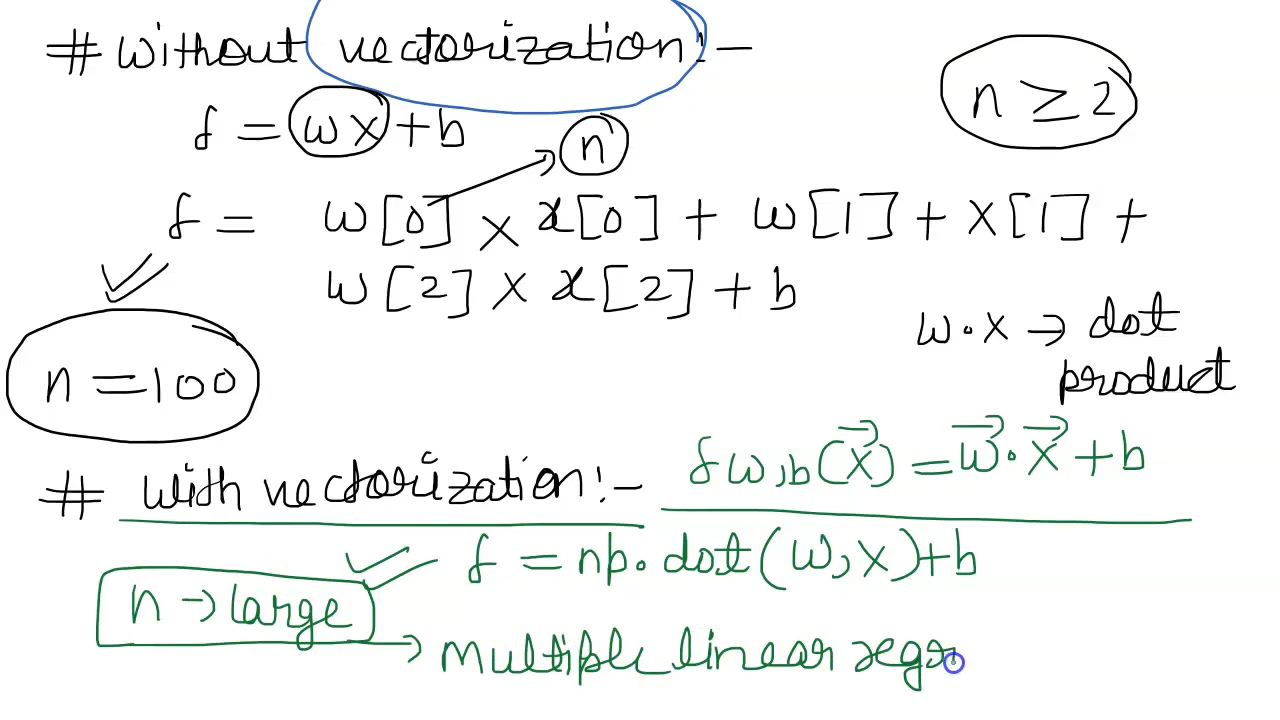 # Without vectorization:-
n ≥ 2
f = wx + b
n
f = w[0] × x[0] + w[1] + x[1] +
w[2] × x[2] + b
w·x → dot
product
n = 100
# With vectorization:- f w,b(x⃗) = w⃗·x⃗ + b
f = np.dot(w,x)+b
n → large
→ multiple linear regr